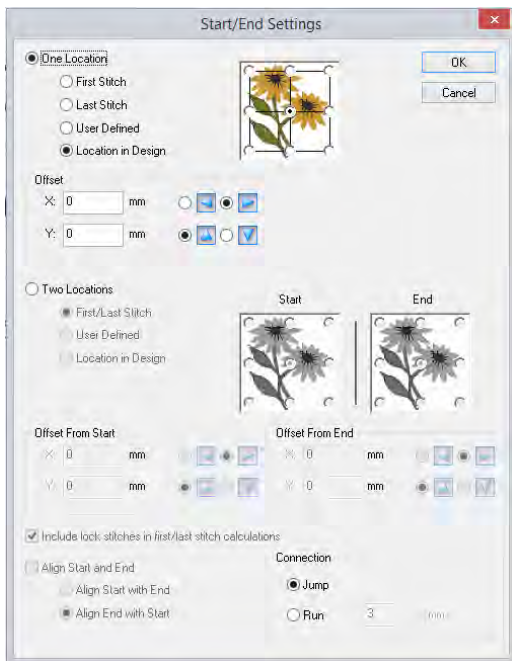 Start/End Settings
One Location
OK
First Stitch
Last Stitch
Cancel
User Defined
Location in Design
Offset
X: 0 mm
Y: 0 mm
Two Locations
Start End
First/Last Stitch
User Defined
Location in Design
Offset From Start Offset From End
X: 0 mm X: 0 mm
Y: 0 mm Y: 0 mm
Include lock stitches in first/last stitch calculations
Connection
Align Start and End
Jump
Align Start with End
Align End with Start
Run 3 mm